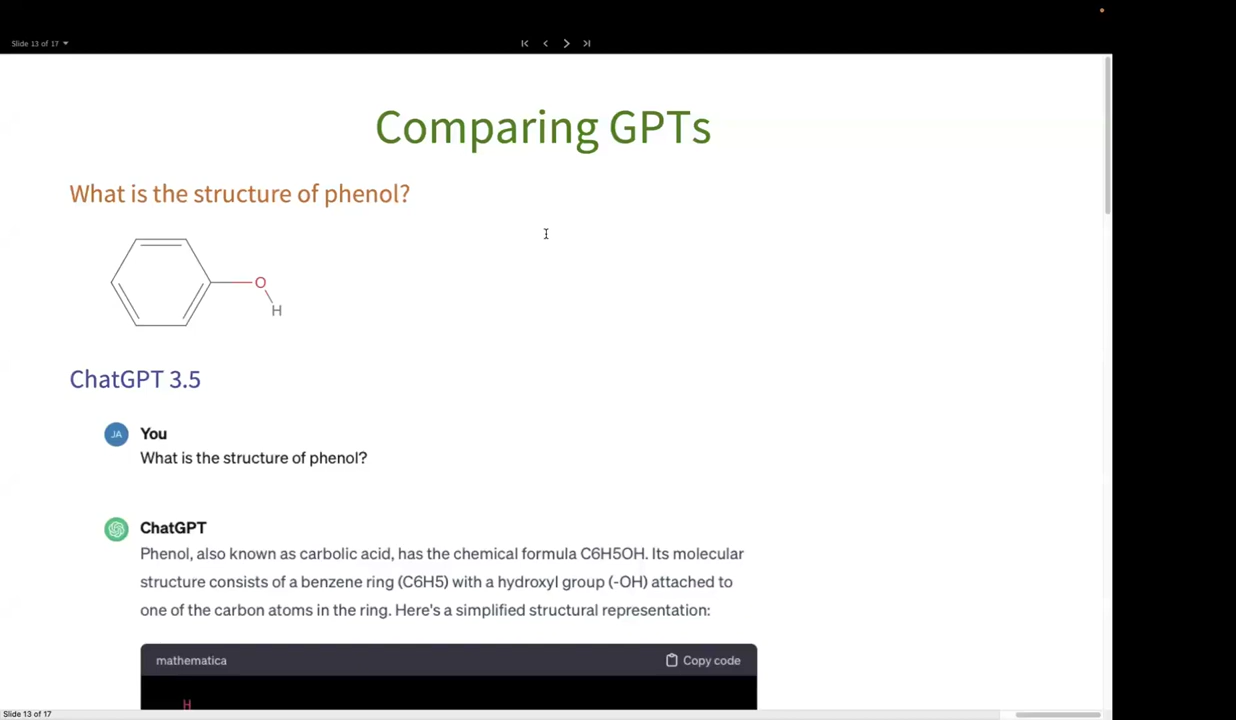 Slide 13 of 17
Comparing GPTs
What is the structure of phenol?
O
H
ChatGPT 3.5
JA
You
What is the structure of phenol?
ChatGPT
Phenol, also known as carbolic acid, has the chemical formula C6H5OH. Its molecular
structure consists of a benzene ring (C6H5) with a hydroxyl group (-OH) attached to
one of the carbon atoms in the ring. Here's a simplified structural representation:
mathematica Copy code
H
Slide 13 of 17